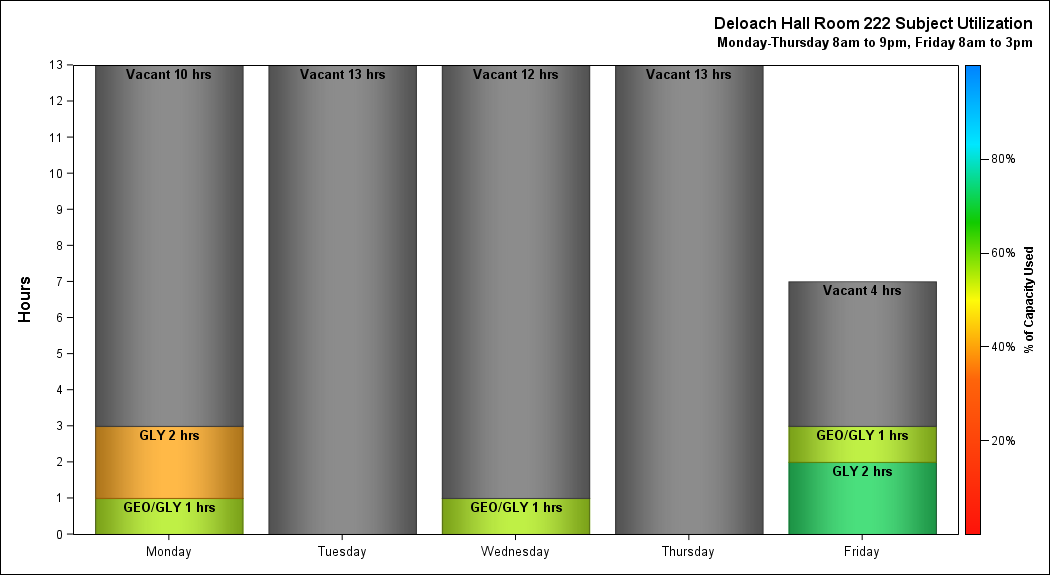 Deloach Hall Room 222 Subject Utilization
Monday-Thursday 8am to 9pm, Friday 8am to 3pm
Hours
13
12
11
10
9
8
7
6
5
4
3
2
1
0
Vacant 10 hrs
GLY 2 hrs
GEO/GLY 1 hrs
Vacant 13 hrs
Vacant 12 hrs
GEO/GLY 1 hrs
Vacant 13 hrs
Vacant 4 hrs
GEO/GLY 1 hrs
GLY 2 hrs
Monday
Tuesday
Wednesday
Thursday
Friday
80%
60%
40%
20%
% of Capacity Used